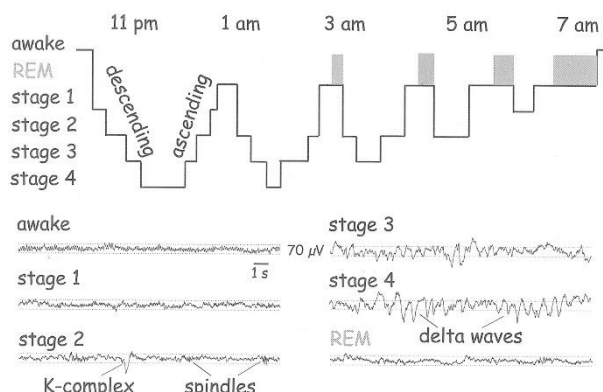 11 pm 1 am 3 am 5 am 7 am
awake
REM
stage 1
stage 2
stage 3
stage 4
descending
ascending
awake
70 µV
1 s
stage 1
stage 2
K-complex
spindles
stage 3
stage 4
delta waves
REM